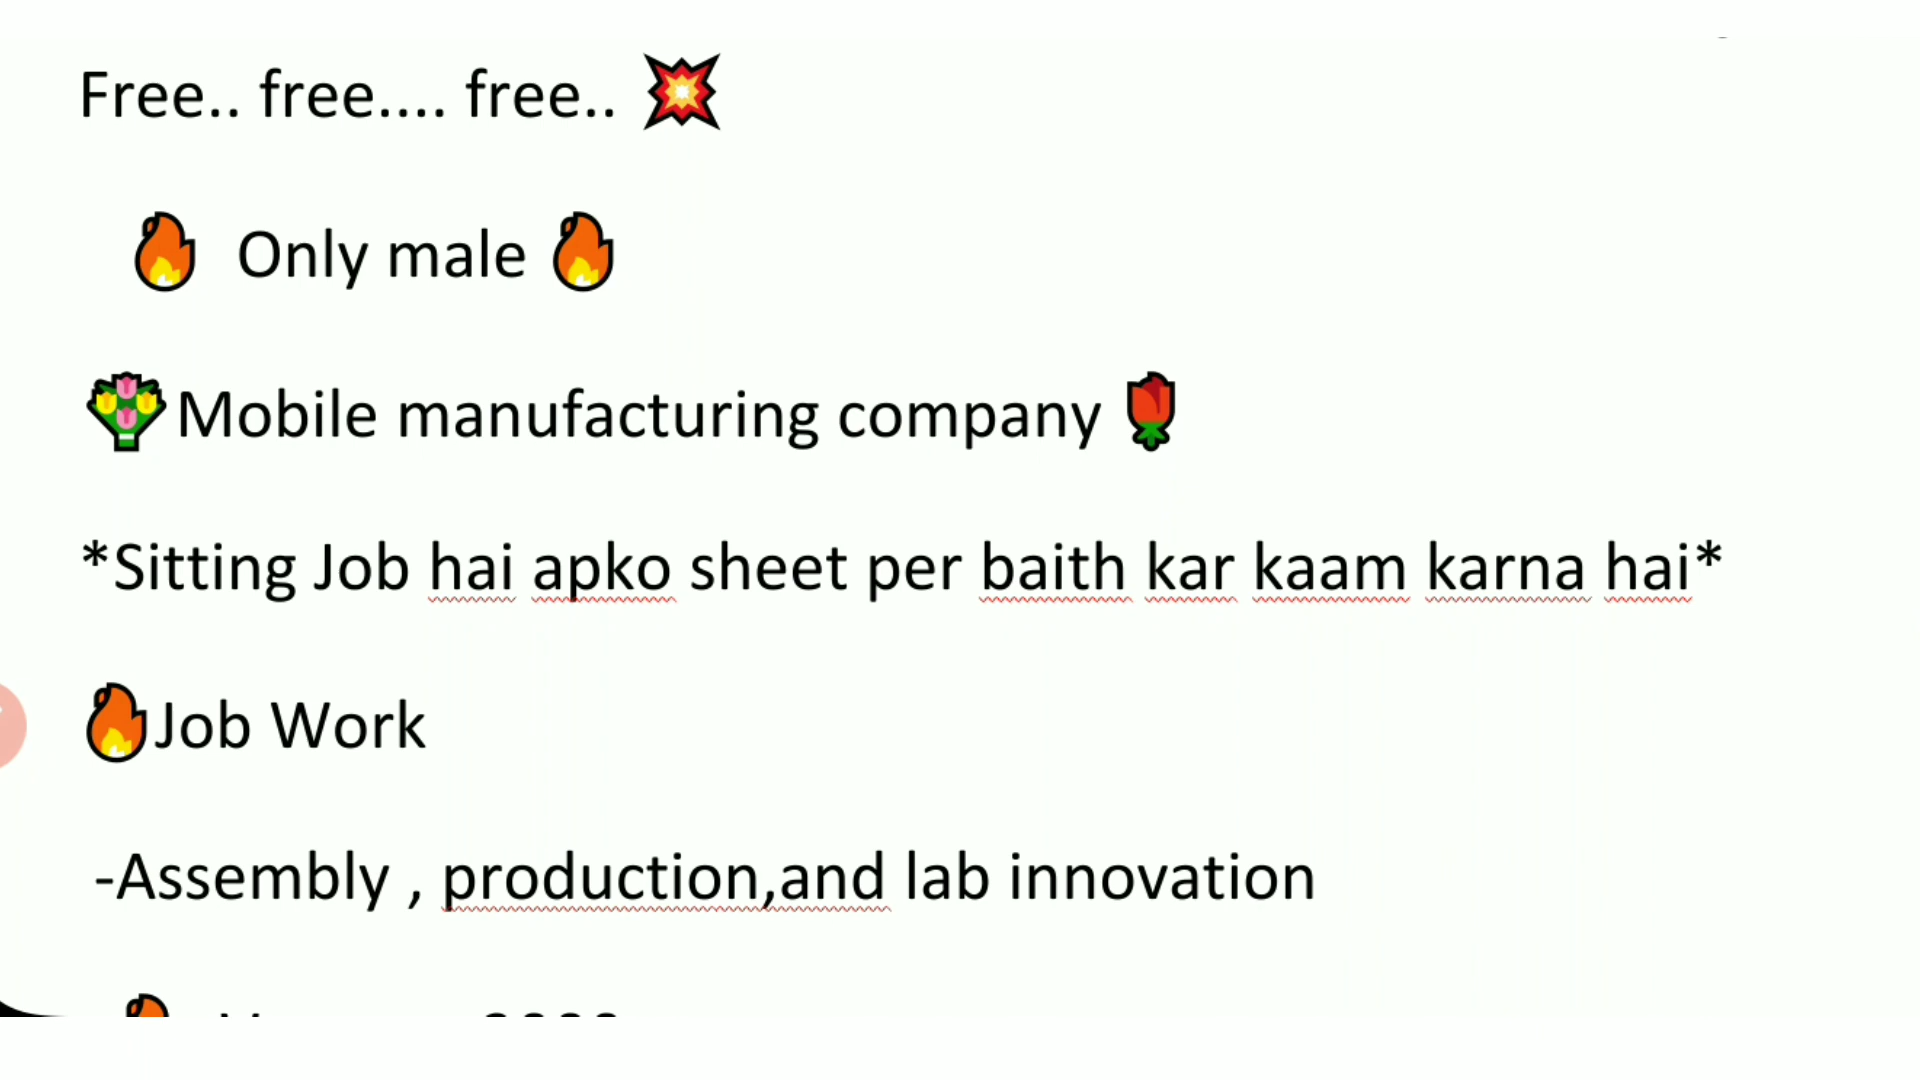 Free.. free.... free.. 💥
🔥 Only male 🔥
💐Mobile manufacturing company 🌹
*Sitting Job hai apko sheet per baith kar kaam karna hai*
🔥Job Work
-Assembly , production,and lab innovation